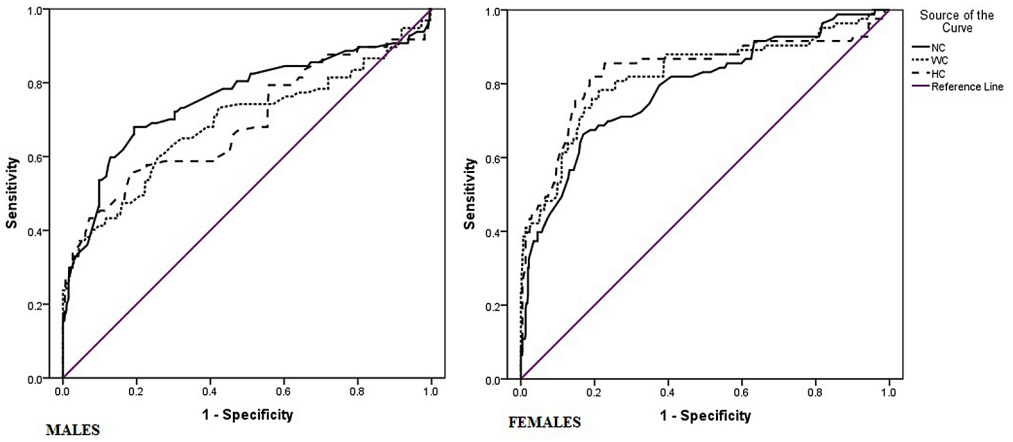 1.0
0.8
0.6
0.4
0.2
0.0
Sensitivity
0.0 0.2 0.4 0.6 0.8 1.0
1 - Specificity
MALES
1.0
0.8
0.6
0.4
0.2
0.0
Sensitivity
0.0 0.2 0.4 0.6 0.8 1.0
1 - Specificity
FEMALES
Source of the
Curve
NC
WC
HC
Reference Line